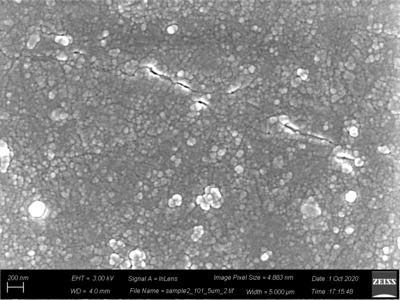 200 nm
EHT = 3.00 kV
Signal A = InLens
Image Pixel Size = 4.883 nm
Date :1 Oct 2020
WD = 4.0 mm
File Name = sample2_101_5um_2.tif
Width = 5.000 µm
Time :17:15:48
ZEISS